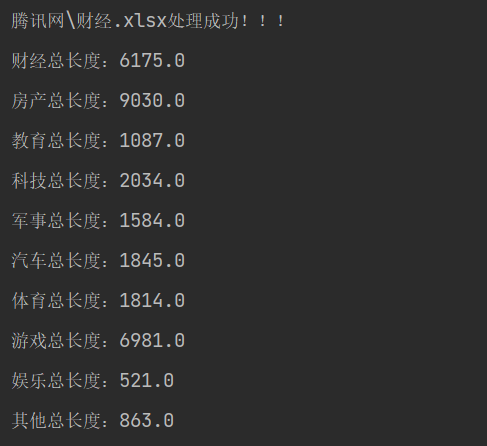 腾讯网\财经.xlsx处理成功!!!
财经总长度：6175.0
房产总长度：9030.0
教育总长度：1087.0
科技总长度：2034.0
军事总长度：1584.0
汽车总长度：1845.0
体育总长度：1814.0
游戏总长度：6981.0
娱乐总长度：521.0
其他总长度：863.0